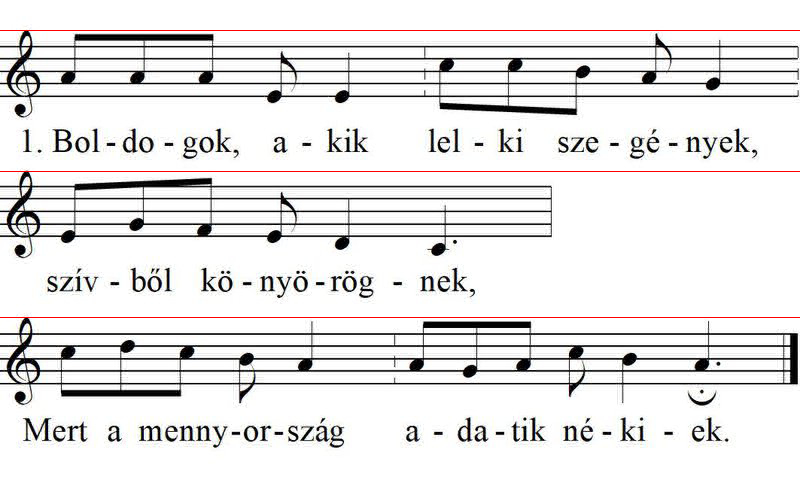 1. Bol - do - gok, a - kik lel - ki sze - gé - nyek,
szív - ből kö - nyö - rög - nek,
Mert a menny - or - szág a - da - tik né - ki - ek.